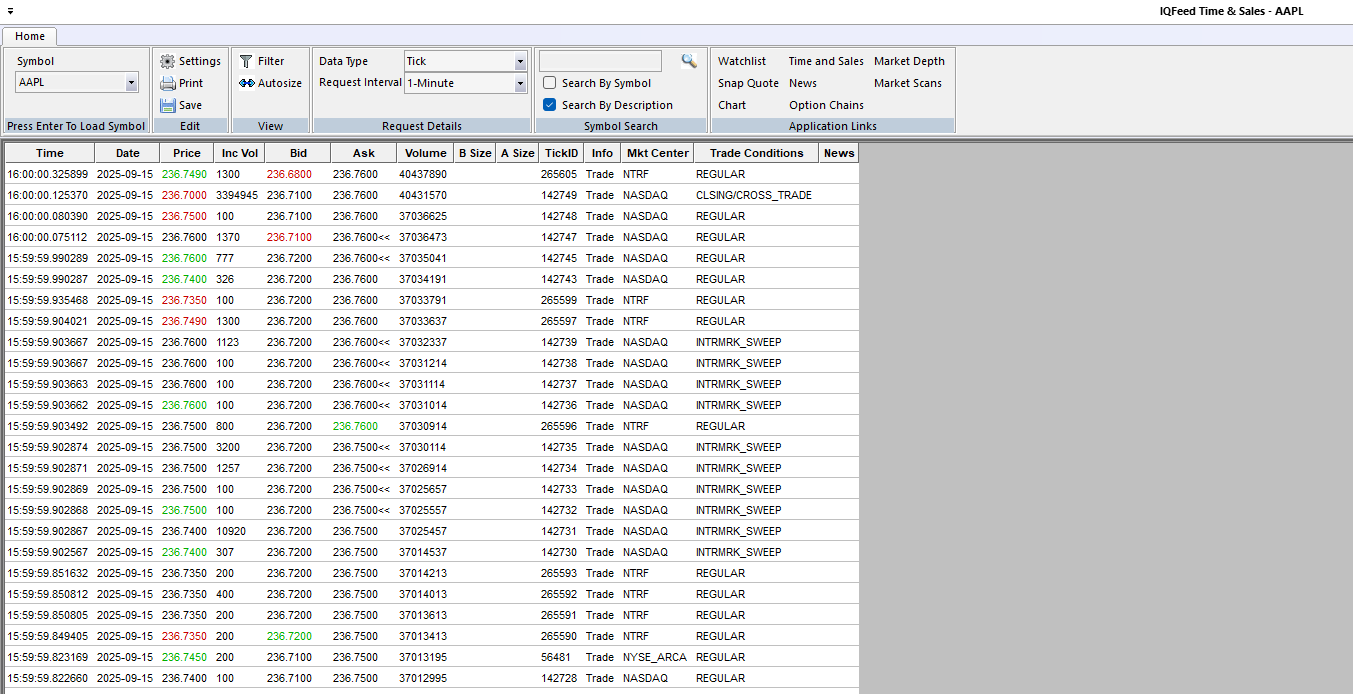 IQFeed Time & Sales - AAPL
Home
Symbol
AAPL
Press Enter To Load Symbol
Settings
Print
Save
Edit
Filter
Autosize
View
Data Type Tick
Request Interval 1-Minute
Request Details
Search By Symbol
Search By Description
Symbol Search
Watchlist Time and Sales Market Depth
Snap Quote News Market Scans
Chart Option Chains
Application Links
Time Date Price Inc Vol Bid Ask Volume B Size A Size TickID Info Mkt Center Trade Conditions News
16:00:00.325899 2025-09-15 236.7490 1300 236.6800 236.7600 40437890 265605 Trade NTRF REGULAR
16:00:00.125370 2025-09-15 236.7000 3394945 236.7100 236.7600 40431570 142749 Trade NASDAQ CLSING/CROSS_TRADE
16:00:00.080390 2025-09-15 236.7500 100 236.7100 236.7600 37036625 142748 Trade NASDAQ REGULAR
16:00:00.075112 2025-09-15 236.7600 1370 236.7100 236.7600<< 37036473 142747 Trade NASDAQ REGULAR
15:59:59.990289 2025-09-15 236.7600 777 236.7200 236.7600<< 37035041 142745 Trade NASDAQ REGULAR
15:59:59.990287 2025-09-15 236.7400 326 236.7200 236.7600 37034191 142743 Trade NASDAQ REGULAR
15:59:59.935468 2025-09-15 236.7350 100 236.7200 236.7600 37033791 265599 Trade NTRF REGULAR
15:59:59.904021 2025-09-15 236.7490 1300 236.7200 236.7600 37033637 265597 Trade NTRF REGULAR
15:59:59.903667 2025-09-15 236.7600 1123 236.7200 236.7600<< 37032337 142739 Trade NASDAQ INTRMRK_SWEEP
15:59:59.903667 2025-09-15 236.7600 100 236.7200 236.7600<< 37031214 142738 Trade NASDAQ INTRMRK_SWEEP
15:59:59.903663 2025-09-15 236.7600 100 236.7200 236.7600<< 37031114 142737 Trade NASDAQ INTRMRK_SWEEP
15:59:59.903662 2025-09-15 236.7600 100 236.7200 236.7600<< 37031014 142736 Trade NASDAQ INTRMRK_SWEEP
15:59:59.903492 2025-09-15 236.7500 800 236.7200 236.7600 37030914 265596 Trade NTRF REGULAR
15:59:59.902874 2025-09-15 236.7500 3200 236.7200 236.7500<< 37030114 142735 Trade NASDAQ INTRMRK_SWEEP
15:59:59.902871 2025-09-15 236.7500 1257 236.7200 236.7500<< 37026914 142734 Trade NASDAQ INTRMRK_SWEEP
15:59:59.902869 2025-09-15 236.7500 100 236.7200 236.7500<< 37025657 142733 Trade NASDAQ INTRMRK_SWEEP
15:59:59.902868 2025-09-15 236.7500 100 236.7200 236.7500<< 37025557 142732 Trade NASDAQ INTRMRK_SWEEP
15:59:59.902867 2025-09-15 236.7400 10920 236.7200 236.7500 37025457 142731 Trade NASDAQ INTRMRK_SWEEP
15:59:59.902567 2025-09-15 236.7400 307 236.7200 236.7500 37014537 142730 Trade NASDAQ INTRMRK_SWEEP
15:59:59.851632 2025-09-15 236.7350 200 236.7200 236.7500 37014213 265593 Trade NTRF REGULAR
15:59:59.850812 2025-09-15 236.7350 400 236.7200 236.7500 37014013 265592 Trade NTRF REGULAR
15:59:59.850805 2025-09-15 236.7350 200 236.7200 236.7500 37013613 265591 Trade NTRF REGULAR
15:59:59.849405 2025-09-15 236.7350 200 236.7200 236.7500 37013413 265590 Trade NTRF REGULAR
15:59:59.823169 2025-09-15 236.7450 200 236.7100 236.7500 37013195 56481 Trade NYSE_ARCA REGULAR
15:59:59.822660 2025-09-15 236.7400 100 236.7100 236.7500 37012995 142728 Trade NASDAQ REGULAR